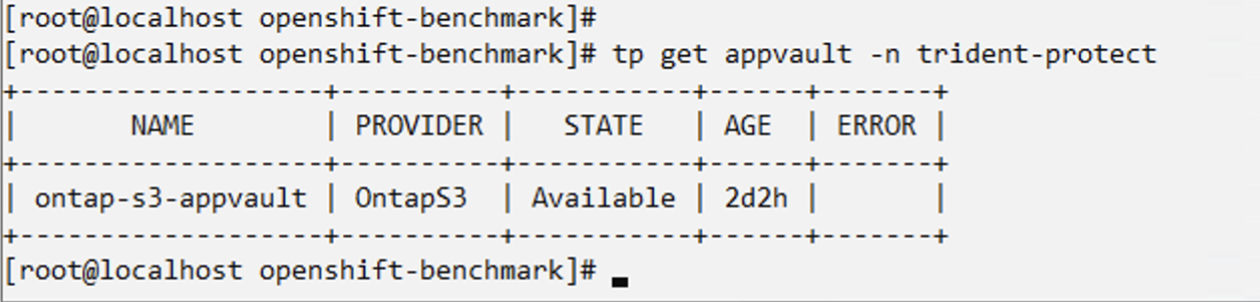 [root@localhost openshift-benchmark]#
[root@localhost openshift-benchmark]# tp get appvault -n trident-protect
+-------------------+----------+-----------+------+-------+
|       NAME        | PROVIDER |   STATE   | AGE  | ERROR |
+-------------------+----------+-----------+------+-------+
| ontap-s3-appvault | OntapS3  | Available | 2d2h |       |
+-------------------+----------+-----------+------+-------+
[root@localhost openshift-benchmark]#